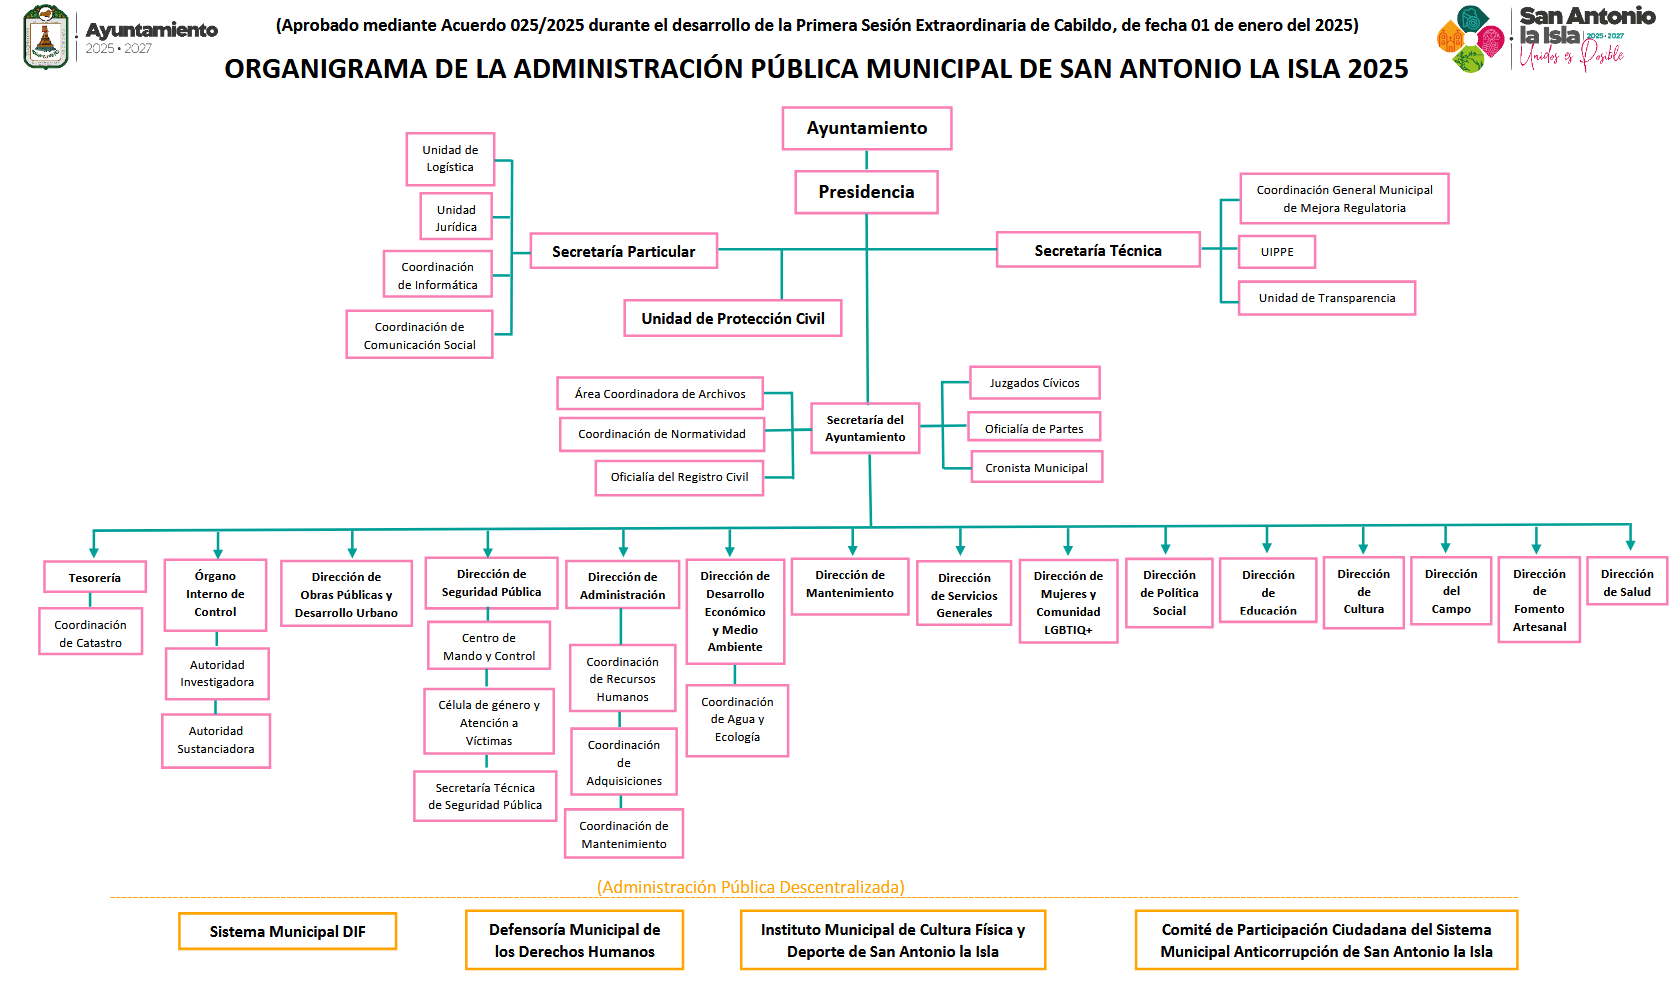 Ayuntamiento
2025 • 2027
(Aprobado mediante Acuerdo 025/2025 durante el desarrollo de la Primera Sesión Extraordinaria de Cabildo, de fecha 01 de enero del 2025)
San Antonio
la Isla 2025 • 2027
Unidos es Posible
ORGANIGRAMA DE LA ADMINISTRACIÓN PÚBLICA MUNICIPAL DE SAN ANTONIO LA ISLA 2025
Ayuntamiento
Presidencia
Unidad de
Logística
Unidad
Jurídica
Coordinación
de Informática
Coordinación de
Comunicación Social
Secretaría Particular
Secretaría Técnica
Coordinación General Municipal
de Mejora Regulatoria
UIPPE
Unidad de Transparencia
Unidad de Protección Civil
Área Coordinadora de Archivos
Coordinación de Normatividad
Oficialía del Registro Civil
Secretaría del
Ayuntamiento
Juzgados Cívicos
Oficialía de Partes
Cronista Municipal
Tesorería
Coordinación
de Catastro
Órgano
Interno de
Control
Autoridad
Investigadora
Autoridad
Sustanciadora
Dirección de
Obras Públicas y
Desarrollo Urbano
Dirección de
Seguridad Pública
Centro de
Mando y Control
Célula de género y
Atención a
Víctimas
Secretaría Técnica
de Seguridad Pública
Dirección de
Administración
Coordinación
de Recursos
Humanos
Coordinación
de
Adquisiciones
Coordinación de
Mantenimiento
Dirección de
Desarrollo
Económico
y Medio
Ambiente
Coordinación
de Agua y
Ecología
Dirección de
Mantenimiento
Dirección
de Servicios
Generales
Dirección de
Mujeres y
Comunidad
LGBTIQ+
Dirección
de Política
Social
Dirección
de
Educación
Dirección
de
Cultura
Dirección
del
Campo
Dirección
de
Fomento
Artesanal
Dirección
de Salud
(Administración Pública Descentralizada)
Sistema Municipal DIF
Defensoría Municipal de
los Derechos Humanos
Instituto Municipal de Cultura Física y
Deporte de San Antonio la Isla
Comité de Participación Ciudadana del Sistema
Municipal Anticorrupción de San Antonio la Isla